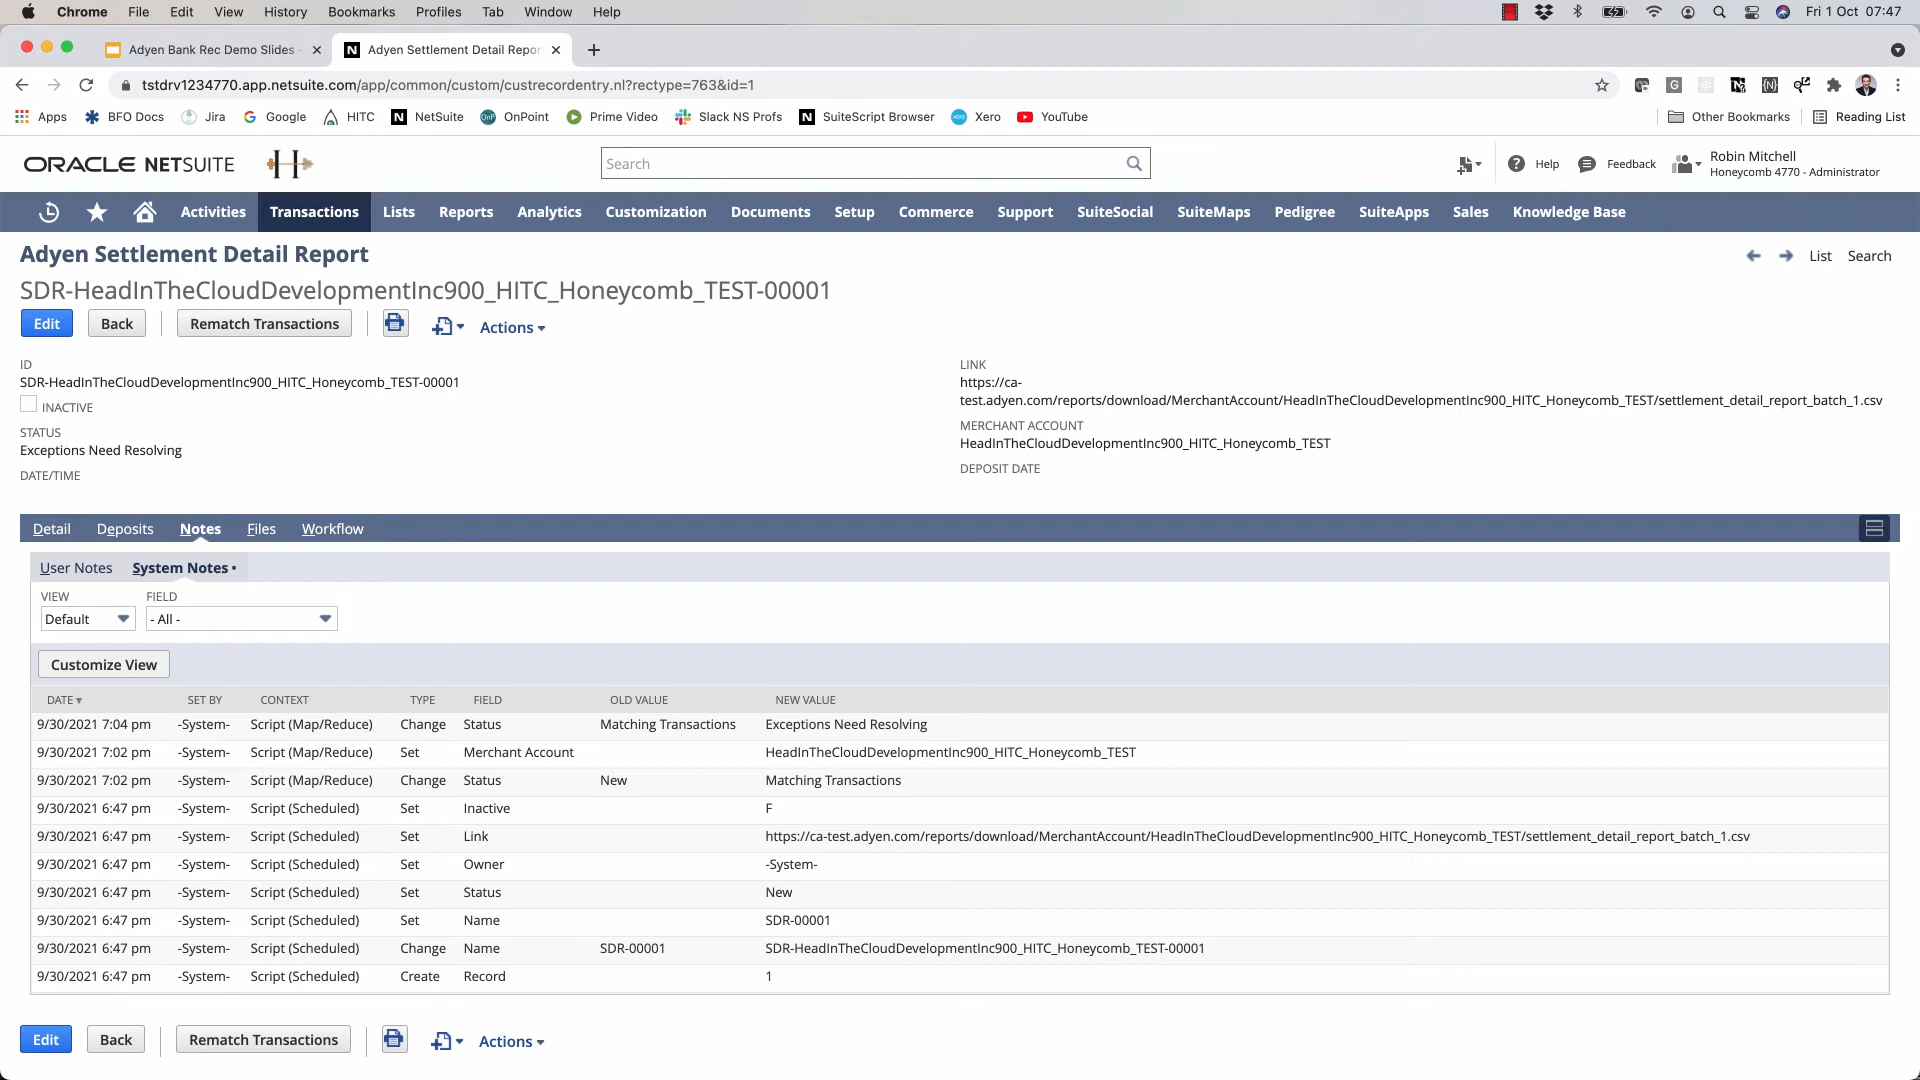 Chrome File Edit View History Bookmarks Profiles Tab Window Help Fri 1 Oct 07:47
Adyen Bank Rec Demo Slides - Adyen Settlement Detail Repor
tstdrv1234770.app.netsuite.com/app/common/custom/custrecordentry.nl?rectype=763&id=1
Apps BFO Docs Jira Google HITC NetSuite OnPoint Prime Video Slack NS Profs SuiteScript Browser Xero YouTube Other Bookmarks Reading List
ORACLE NETSUITE H Search Help Feedback Robin Mitchell
Honeycomb 4770 - Administrator
Activities Transactions Lists Reports Analytics Customization Documents Setup Commerce Support SuiteSocial SuiteMaps Pedigree SuiteApps Sales Knowledge Base
Adyen Settlement Detail Report List Search
SDR-HeadInTheCloudDevelopmentInc900_HITC_Honeycomb_TEST-00001
Edit Back Rematch Transactions Actions
ID
SDR-HeadInTheCloudDevelopmentInc900_HITC_Honeycomb_TEST-00001
INACTIVE
STATUS
Exceptions Need Resolving
DATE/TIME
LINK
https://ca-
test.adyen.com/reports/download/MerchantAccount/HeadInTheCloudDevelopmentInc900_HITC_Honeycomb_TEST/settlement_detail_report_batch_1.csv
MERCHANT ACCOUNT
HeadInTheCloudDevelopmentInc900_HITC_Honeycomb_TEST
DEPOSIT DATE
Detail Deposits Notes Files Workflow
User Notes System Notes •
VIEW FIELD
Default - All -
Customize View
DATE SET BY CONTEXT TYPE FIELD OLD VALUE NEW VALUE
9/30/2021 7:04 pm -System- Script (Map/Reduce) Change Status Matching Transactions Exceptions Need Resolving
9/30/2021 7:02 pm -System- Script (Map/Reduce) Set Merchant Account HeadInTheCloudDevelopmentInc900_HITC_Honeycomb_TEST
9/30/2021 7:02 pm -System- Script (Map/Reduce) Change Status New Matching Transactions
9/30/2021 6:47 pm -System- Script (Scheduled) Set Inactive F
9/30/2021 6:47 pm -System- Script (Scheduled) Set Link https://ca-test.adyen.com/reports/download/MerchantAccount/HeadInTheCloudDevelopmentInc900_HITC_Honeycomb_TEST/settlement_detail_report_batch_1.csv
9/30/2021 6:47 pm -System- Script (Scheduled) Set Owner -System-
9/30/2021 6:47 pm -System- Script (Scheduled) Set Status New
9/30/2021 6:47 pm -System- Script (Scheduled) Set Name SDR-00001
9/30/2021 6:47 pm -System- Script (Scheduled) Change Name SDR-00001 SDR-HeadInTheCloudDevelopmentInc900_HITC_Honeycomb_TEST-00001
9/30/2021 6:47 pm -System- Script (Scheduled) Create Record 1
Edit Back Rematch Transactions Actions